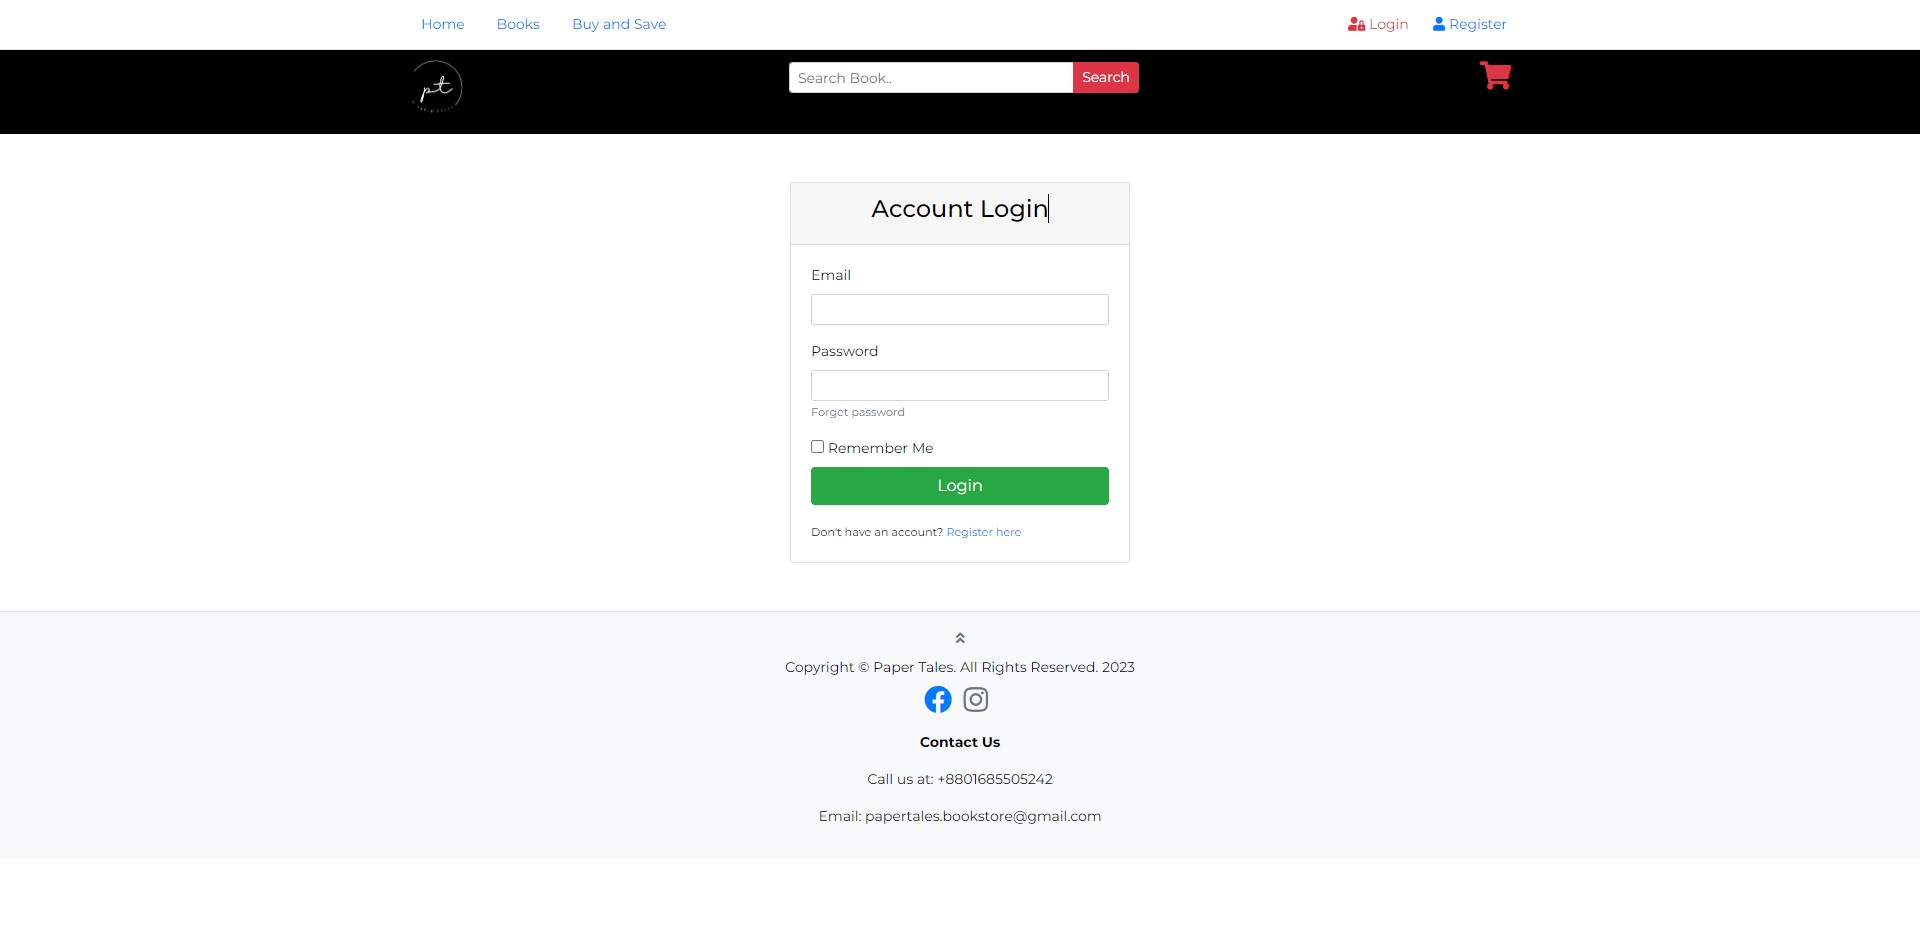 Home Books Buy and Save Login Register
pt
Search Book.. Search
Account Login
Email
Password
Forget password
Remember Me
Login
Don't have an account? Register here
Copyright © Paper Tales. All Rights Reserved. 2023
Contact Us
Call us at: +8801685505242
Email: papertales.bookstore@gmail.com